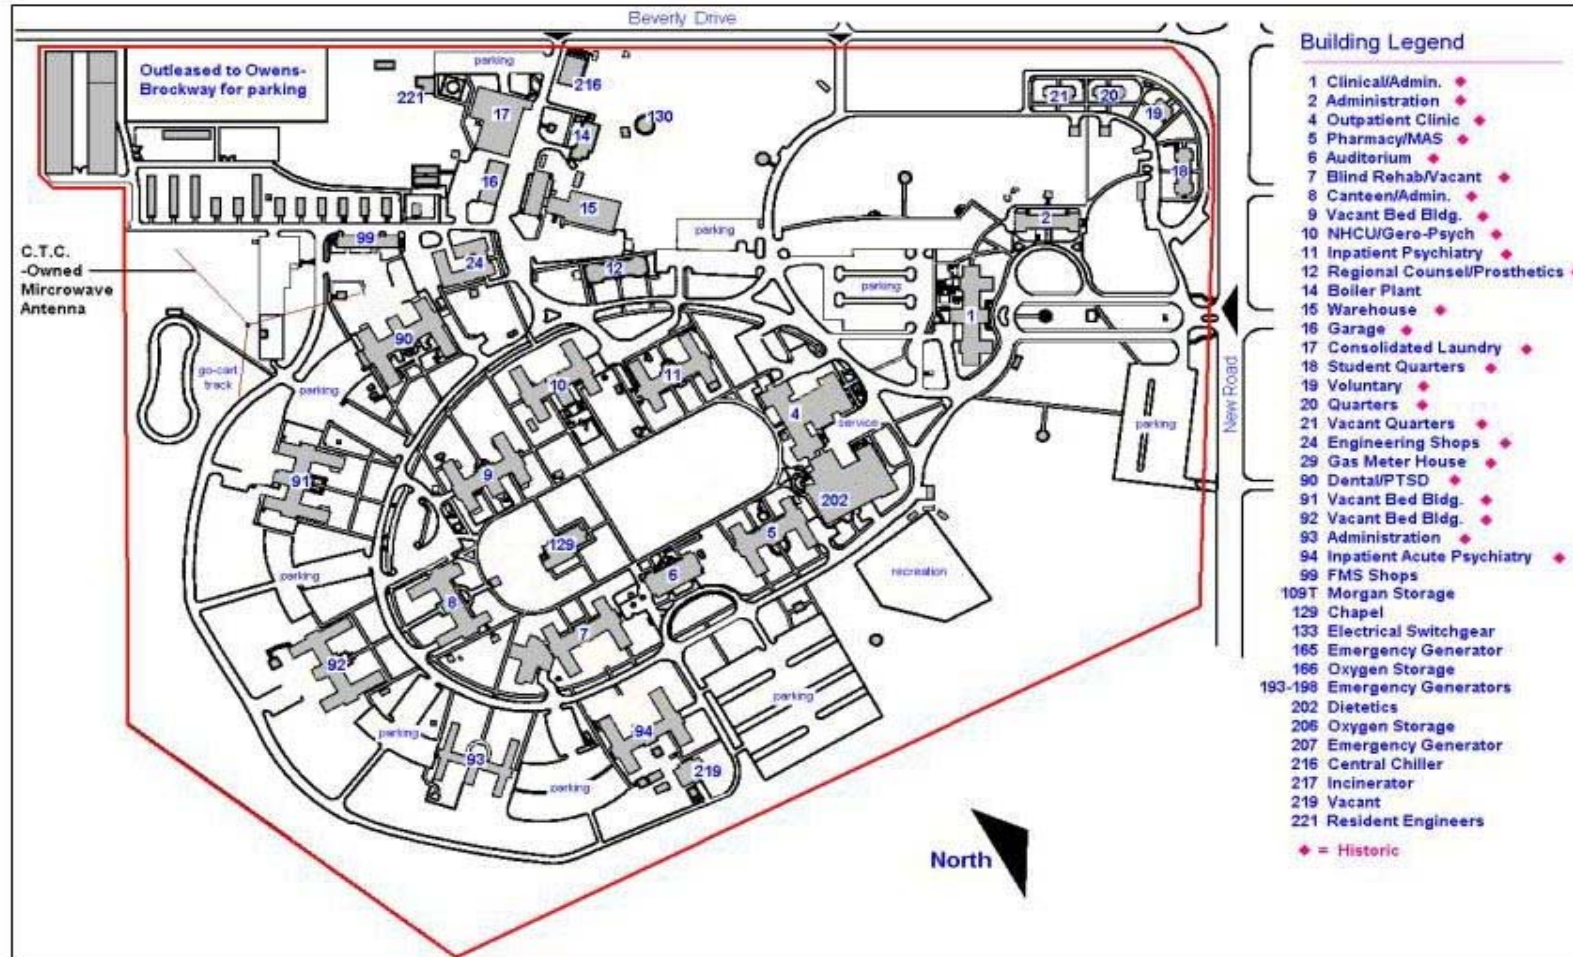 Beverly Drive
Outleased to Owens-
Brockway for parking
parking
221
216
17
14
130
16
15
21
20
19
18
2
parking
99
24
12
C.T.C.
-Owned
Mircrowave
Antenna
parking
1
New Road
go-cart
track
90
parking
10
11
4
service
parking
91
9
202
5
129
6
recreation
parking
8
7
92
parking
94
parking
93
parking
219
North
Building Legend
1 Clinical/Admin. ◆
2 Administration ◆
4 Outpatient Clinic ◆
5 Pharmacy/MAS ◆
6 Auditorium ◆
7 Blind Rehab/Vacant ◆
8 Canteen/Admin. ◆
9 Vacant Bed Bldg. ◆
10 NHCU/Gero-Psych ◆
11 Inpatient Psychiatry ◆
12 Regional Counsel/Prosthetics ◆
14 Boiler Plant
15 Warehouse ◆
16 Garage ◆
17 Consolidated Laundry ◆
18 Student Quarters ◆
19 Voluntary ◆
20 Quarters ◆
21 Vacant Quarters ◆
24 Engineering Shops ◆
29 Gas Meter House ◆
90 Dental/PTSD ◆
91 Vacant Bed Bldg. ◆
92 Vacant Bed Bldg. ◆
93 Administration ◆
94 Inpatient Acute Psychiatry ◆
99 FMS Shops
109T Morgan Storage
129 Chapel
133 Electrical Switchgear
165 Emergency Generator
166 Oxygen Storage
193-198 Emergency Generators
202 Dietetics
206 Oxygen Storage
207 Emergency Generator
216 Central Chiller
217 Incinerator
219 Vacant
221 Resident Engineers
◆ = Historic